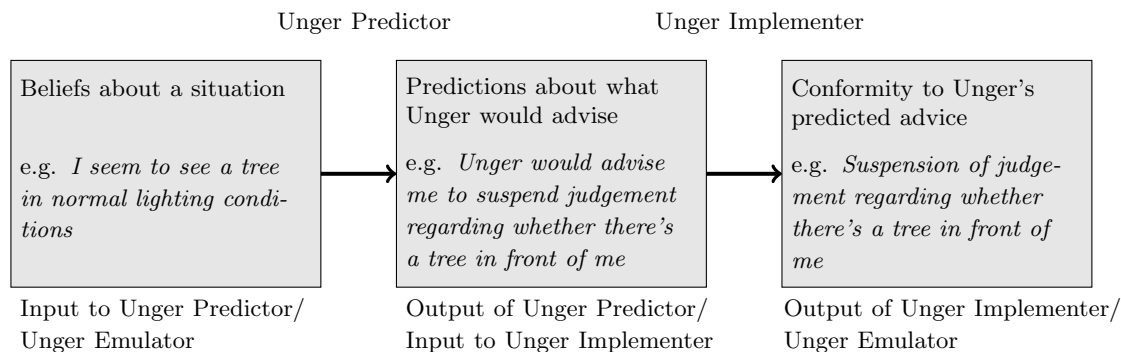 Unger Predictor
Unger Implementer
Beliefs about a situation
e.g. I seem to see a tree
in normal lighting condi-
tions
Predictions about what
Unger would advise
e.g. Unger would advise
me to suspend judgement
regarding whether there's
a tree in front of me
Conformity to Unger's
predicted advice
e.g. Suspension of judge-
ment regarding whether
there's a tree in front of
me
Input to Unger Predictor/
Unger Emulator
Output of Unger Predictor/
Input to Unger Implementer
Output of Unger Implementer/
Unger Emulator